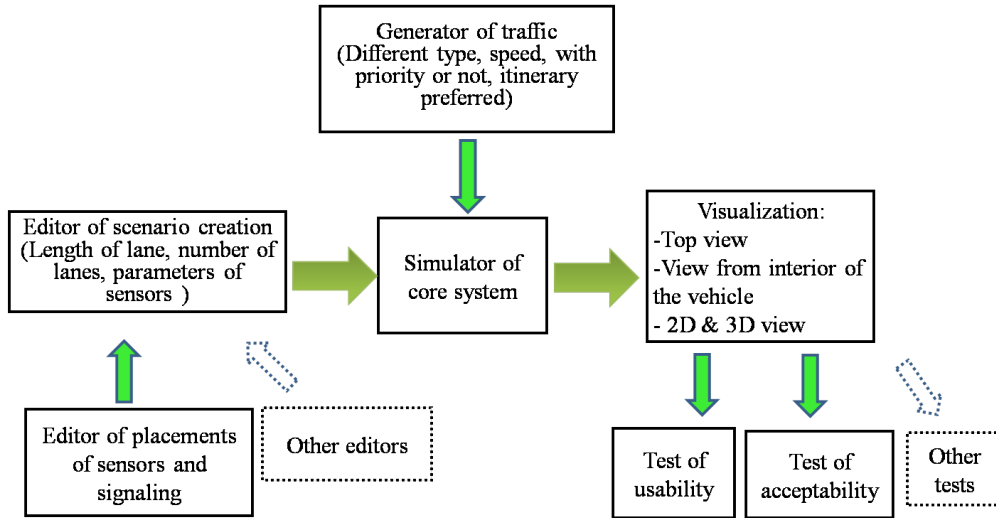 Generator of traffic
(Different type, speed, with
priority or not, itinerary
preferred)
Editor of scenario creation
(Length of lane, number of
lanes, parameters of
sensors )
Simulator of
core system
Visualization:
-Top view
-View from interior of
the vehicle
- 2D & 3D view
Editor of placements
of sensors and
signaling
Other editors
Test of
usability
Test of
acceptability
Other
tests